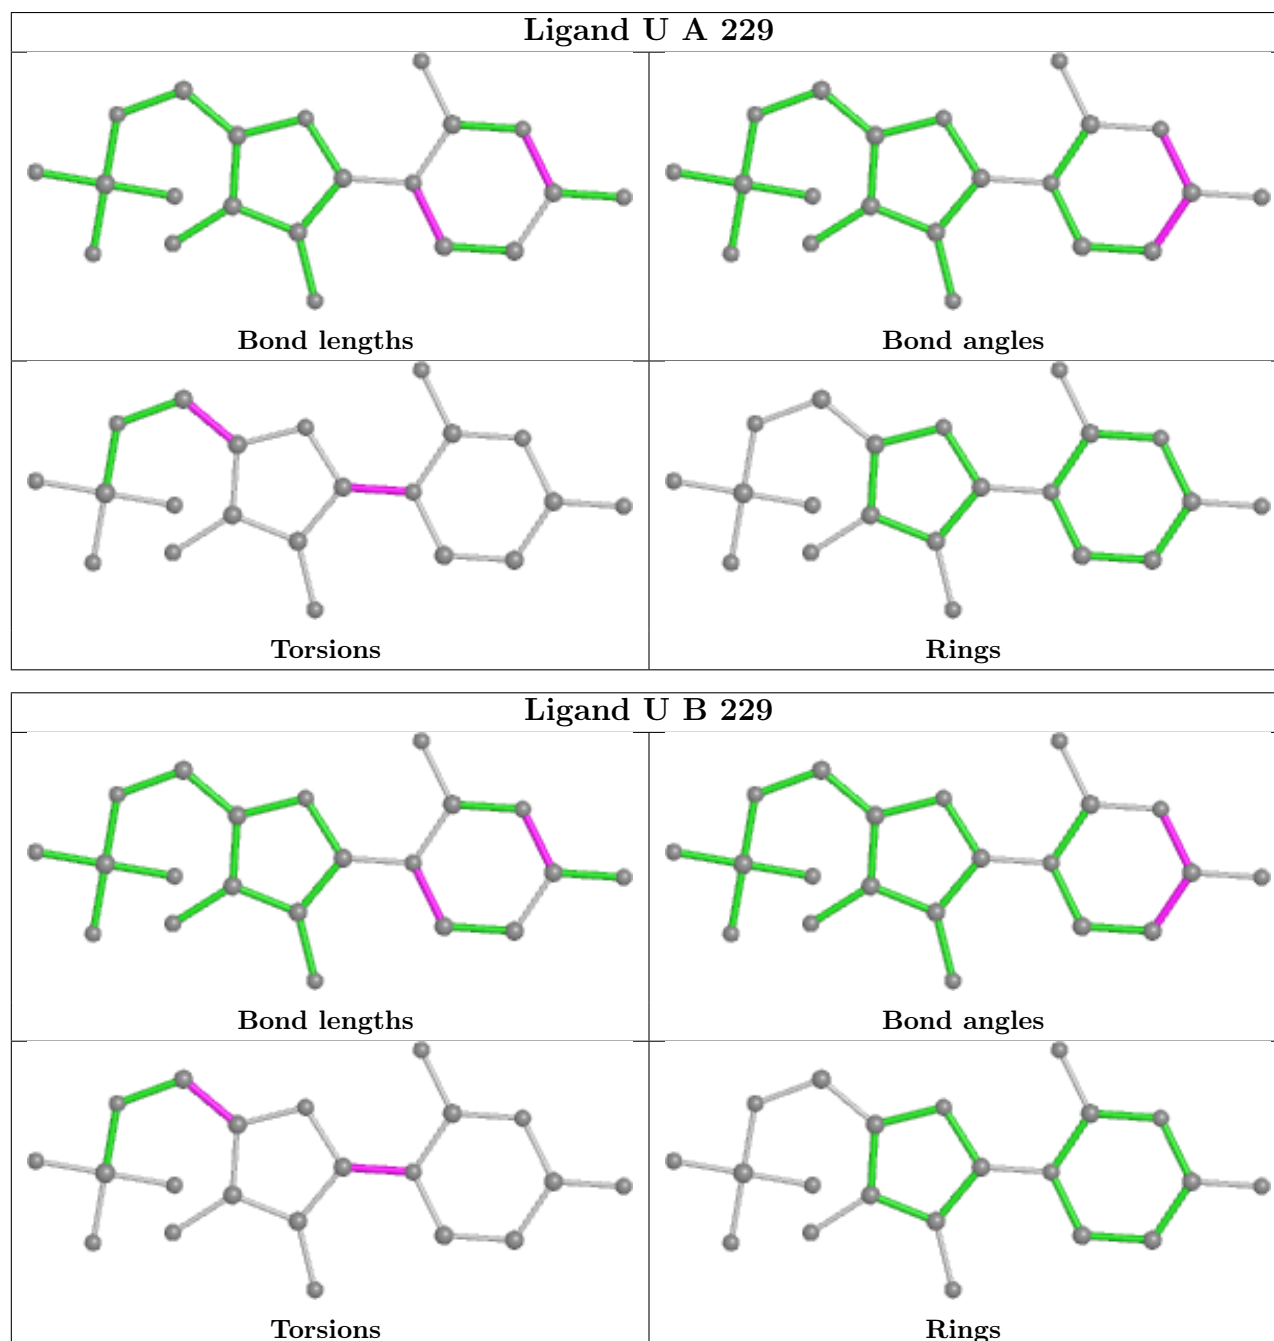 Ligand U A 229
Bond lengths
Bond angles
Torsions
Rings
Ligand U B 229
Bond lengths
Bond angles
Torsions
Rings